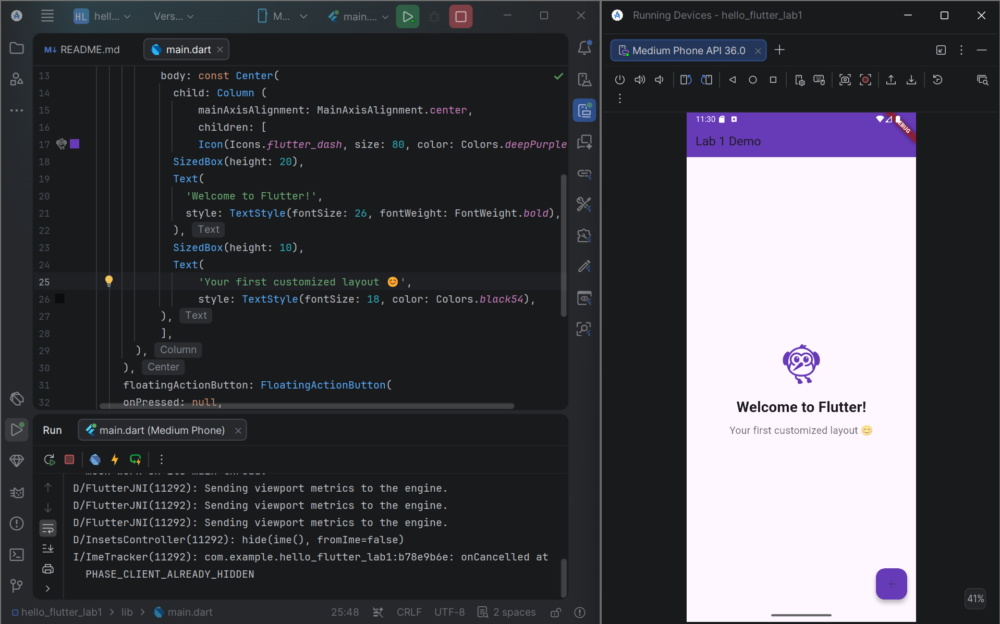 HL hell...
Vers...
M...
main....
Running Devices - hello_flutter_lab1
M↓ README.md
main.dart
Medium Phone API 36.0
13 body: const Center(
14 child: Column (
15 mainAxisAlignment: MainAxisAlignment.center,
16 children: [
17 Icon(Icons.flutter_dash, size: 80, color: Colors.deepPurple
18 SizedBox(height: 20),
19 Text(
20 'Welcome to Flutter!',
21 style: TextStyle(fontSize: 26, fontWeight: FontWeight.bold),
22 ), Text
23 SizedBox(height: 10),
24 Text(
25 'Your first customized layout 😊',
26 style: TextStyle(fontSize: 18, color: Colors.black54),
27 ), Text
28 ],
29 ), Column
30 ), Center
31 floatingActionButton: FloatingActionButton(
32 onPressed: null,
Run
main.dart (Medium Phone)
D/FlutterJNI(11292): Sending viewport metrics to the engine.
D/FlutterJNI(11292): Sending viewport metrics to the engine.
D/FlutterJNI(11292): Sending viewport metrics to the engine.
D/InsetsController(11292): hide(ime(), fromIme=false)
I/ImeTracker(11292): com.example.hello_flutter_lab1:b78e9b6e: onCancelled at
PHASE_CLIENT_ALREADY_HIDDEN
hello_flutter_lab1 > lib > main.dart
25:48
CRLF
UTF-8
2 spaces
11:30
EBUG
Lab 1 Demo
Welcome to Flutter!
Your first customized layout 😊
41%